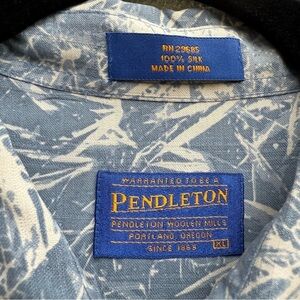 RN 29685
100% SILK
MADE IN CHINA
WARRANTED TO BE A
PENDLETON
PENDLETON WOOLEN MILLS
PORTLAND, OREGON
SINCE 1863 XL